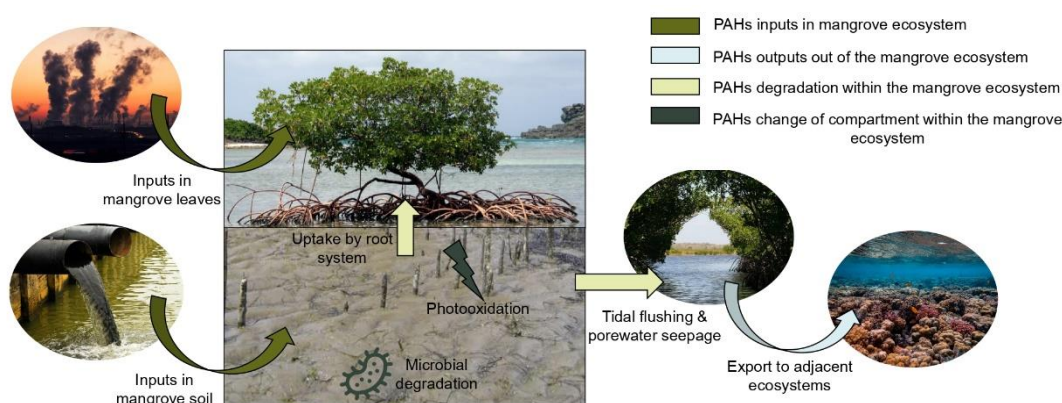 PAHs inputs in mangrove ecosystem
PAHs outputs out of the mangrove ecosystem
PAHs degradation within the mangrove ecosystem
PAHs change of compartment within the mangrove
ecosystem
Inputs in
mangrove leaves
Uptake by root
system
Photooxidation
Microbial
degradation
Inputs in
mangrove soil
Tidal flushing &
porewater seepage
Export to adjacent
ecosystems